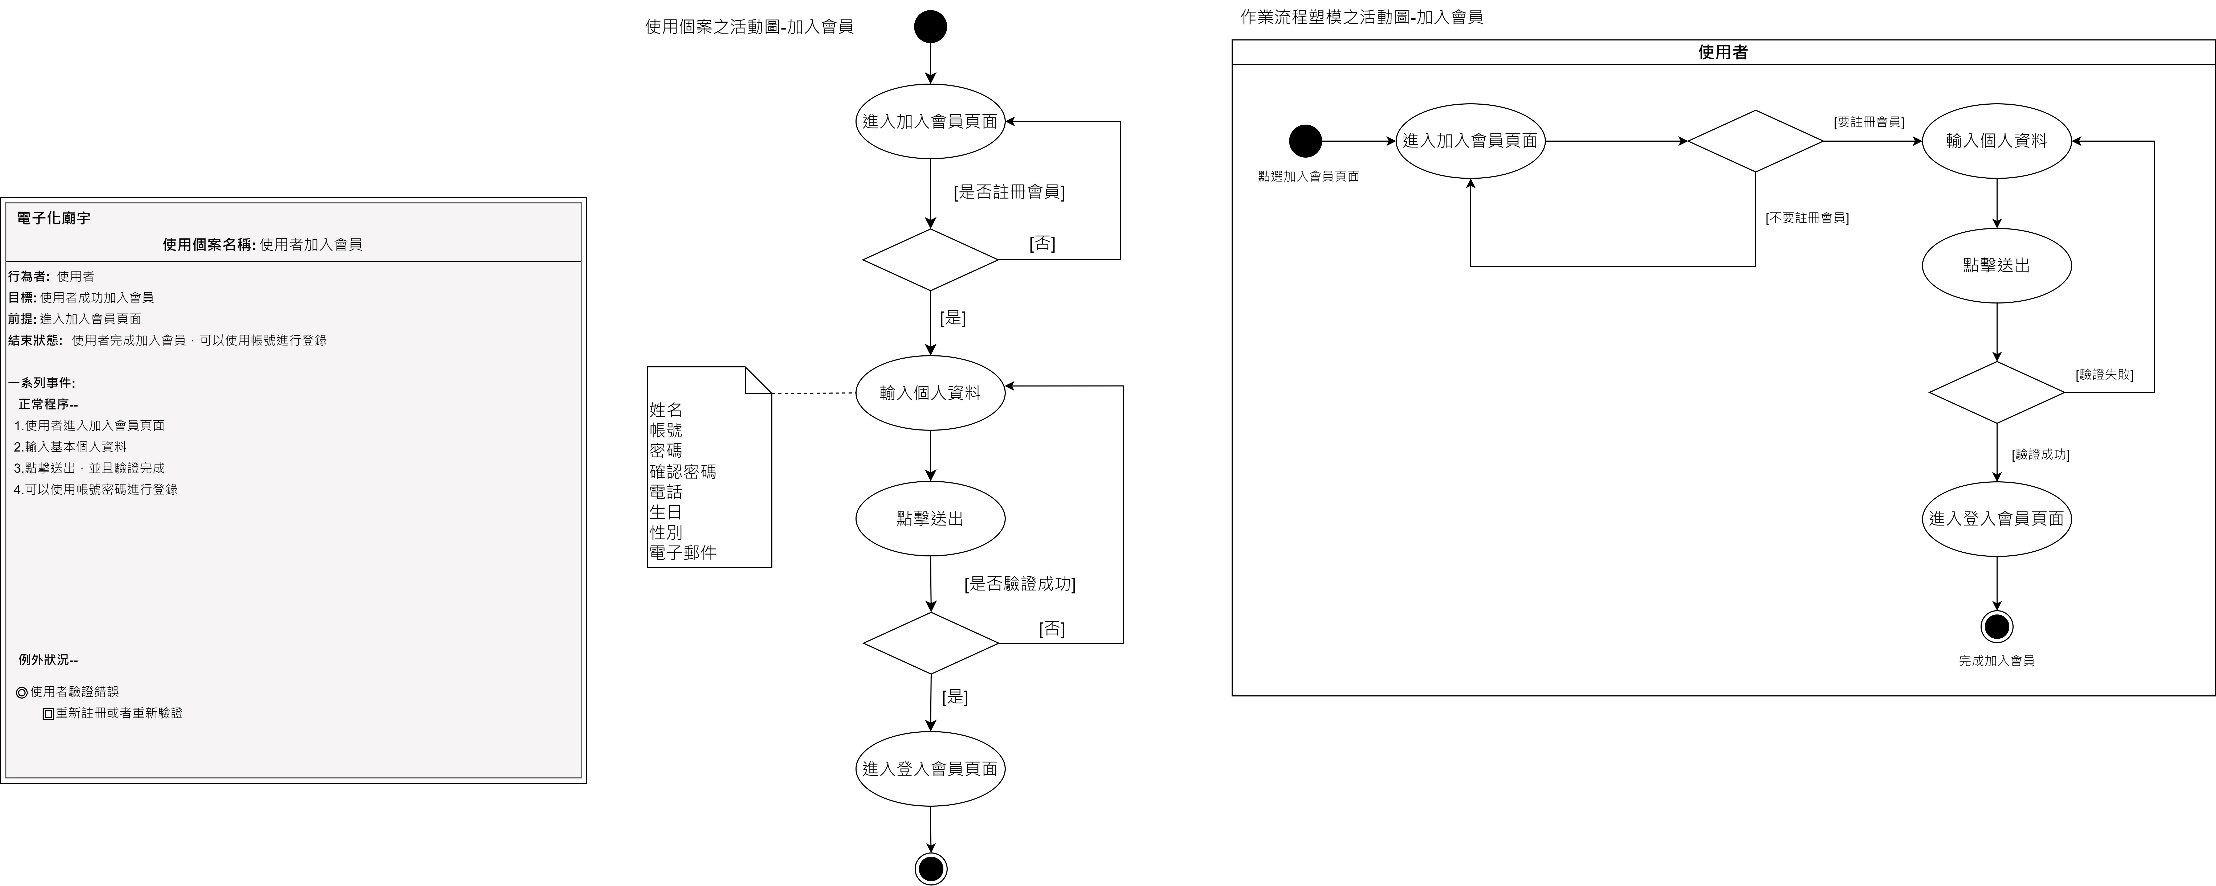 電子化廟宇
使用個案名稱: 使用者加入會員
行為者: 使用者
目標: 使用者成功加入會員
前提: 進入加入會員頁面
結束狀態: 使用者完成加入會員，可以使用帳號進行登錄
一系列事件:
正常程序--
1.使用者進入加入會員頁面
2.輸入基本個人資料
3.點擊送出，並且驗證完成
4.可以使用帳號密碼進行登錄
例外狀況--
使用者驗證錯誤
重新註冊或者重新驗證
使用個案之活動圖-加入會員
進入加入會員頁面
[是否註冊會員]
[否]
[是]
輸入個人資料
姓名
帳號
密碼
確認密碼
電話
生日
性別
電子郵件
點擊送出
[是否驗證成功]
[否]
[是]
進入登入會員頁面
作業流程塑模之活動圖-加入會員
使用者
點選加入會員頁面
進入加入會員頁面
[要註冊會員]
[不要註冊會員]
輸入個人資料
點擊送出
[驗證失敗]
[驗證成功]
進入登入會員頁面
完成加入會員